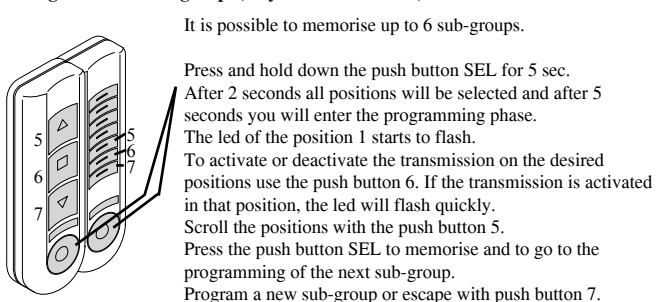 It is possible to memorise up to 6 sub-groups.
Press and hold down the push button SEL for 5 sec.
After 2 seconds all positions will be selected and after 5
seconds you will enter the programming phase.
The led of the position 1 starts to flash.
To activate or deactivate the transmission on the desired
positions use the push button 6. If the transmission is activated
in that position, the led will flash quickly.
Scroll the positions with the push button 5.
Press the push button SEL to memorise and to go to the
programming of the next sub-group.
Program a new sub-group or escape with push button 7.
5
6
7
5
6
7